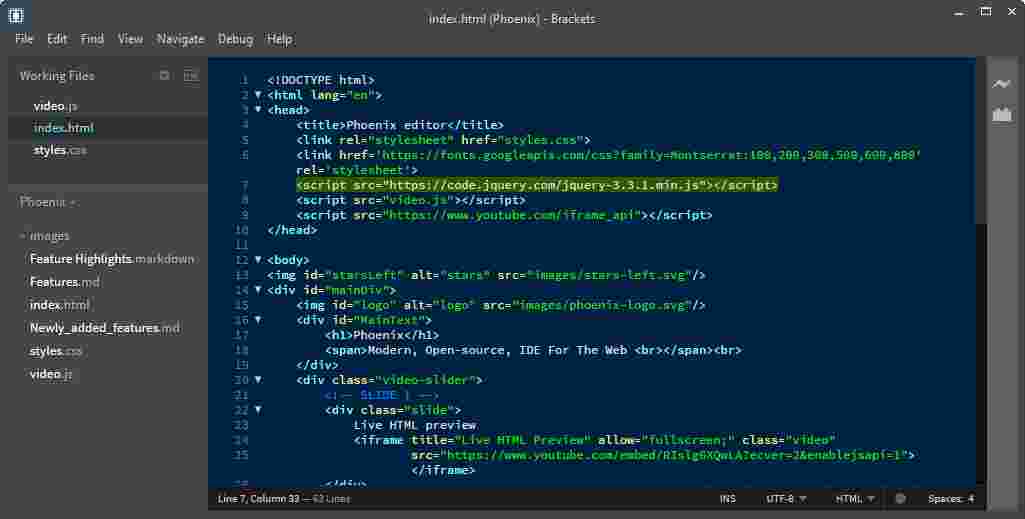 index.html (Phoenix) - Brackets
File Edit Find View Navigate Debug Help
Working Files
video.js
index.html
styles.css
Phoenix
images
Feature Highlights.markdown
Features.md
index.html
Newly_added_features.md
styles.css
video.js
1 <!DOCTYPE html>
2 <html lang="en">
3 <head>
4 <title>Phoenix editor</title>
5 <link rel="stylesheet" href="styles.css">
6 <link href='https://fonts.googleapis.com/css?family=Montserrat:100,200,300,500,600,800'
rel='stylesheet'>
7 <script src="https://code.jquery.com/jquery-3.3.1.min.js"></script>
8 <script src="video.js"></script>
9 <script src="https://www.youtube.com/iframe_api"></script>
10 </head>
11
12 <body>
13 <img id="starsLeft" alt="stars" src="images/stars-left.svg"/>
14 <div id="mainDiv">
15 <img id="logo" alt="logo" src="images/phoenix-logo.svg"/>
16 <div id="MainText">
17 <h1>Phoenix</h1>
18 <span>Modern, Open-source, IDE For The Web <br></span><br>
19 </div>
20 <div class="video-slider">
21 <!-- SLIDE 1 -->
22 <div class="slide">
23 Live HTML preview
24 <iframe title="Live HTML Preview" allow="fullscreen;" class="video"
25 src="https://www.youtube.com/embed/
</iframe>
</div>
Line 7, Column 33 — 63 Lines INS UTF-8 HTML Spaces: 4